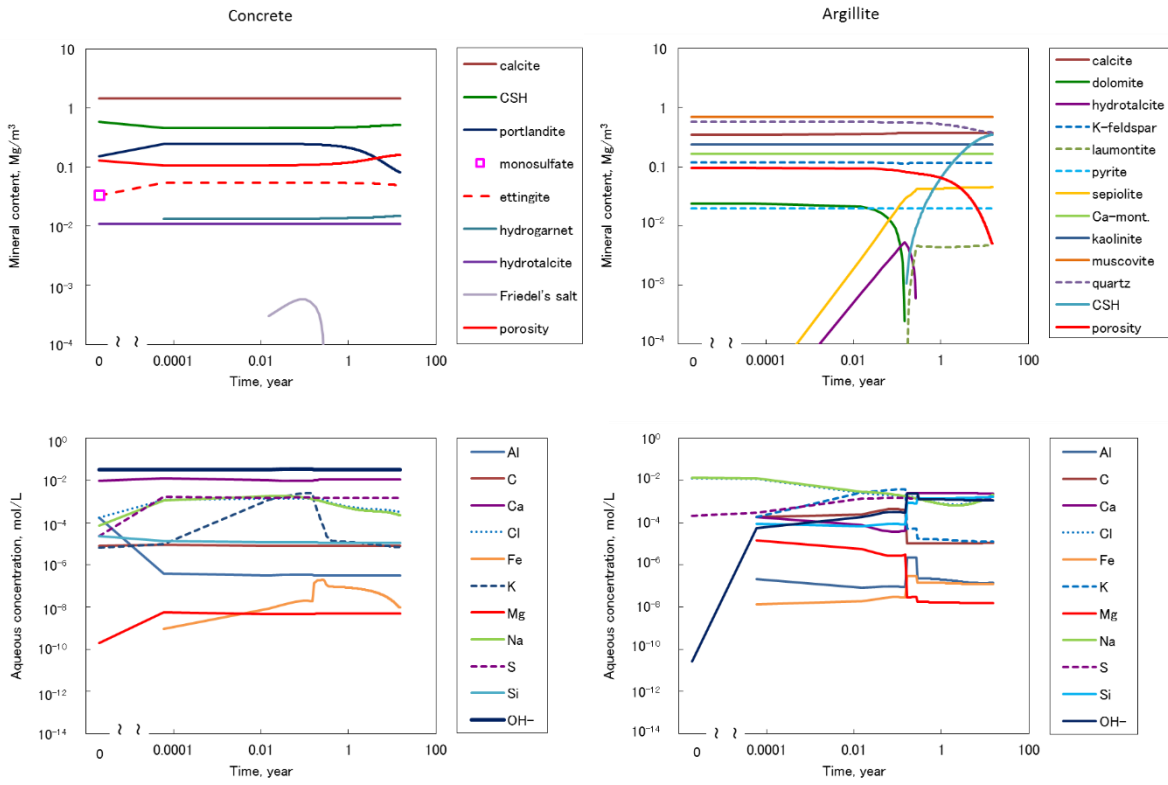 Concrete
Argillite
10
1
0.1
10⁻²
10⁻³
10⁻⁴
Mineral content, Mg/m³
0
~ ~
0.0001
0.01
1
100
Time, year
calcite
CSH
portlandite
monosulfate
ettingite
hydrogarnet
hydrotalcite
Friedel's salt
porosity
10
1
0.1
10⁻²
10⁻³
10⁻⁴
Mineral content, Mg/m³
0
~ ~
0.0001
0.01
1
100
Time, year
calcite
dolomite
hydrotalcite
K-feldspar
laumontite
pyrite
sepiolite
Ca-mont.
kaolinite
muscovite
quartz
CSH
porosity
10⁰
10⁻²
10⁻⁴
10⁻⁶
10⁻⁸
10⁻¹⁰
10⁻¹²
10⁻¹⁴
Aqueous concentration, mol/L
0
~ ~
0.0001
0.01
1
100
Time, year
Al
C
Ca
Cl
Fe
K
Mg
Na
S
Si
OH-
10⁰
10⁻²
10⁻⁴
10⁻⁶
10⁻⁸
10⁻¹⁰
10⁻¹²
10⁻¹⁴
Aqueous concentration, mol/L
0
~ ~
0.0001
0.01
1
100
Time, year
Al
C
Ca
Cl
Fe
K
Mg
Na
S
Si
OH-